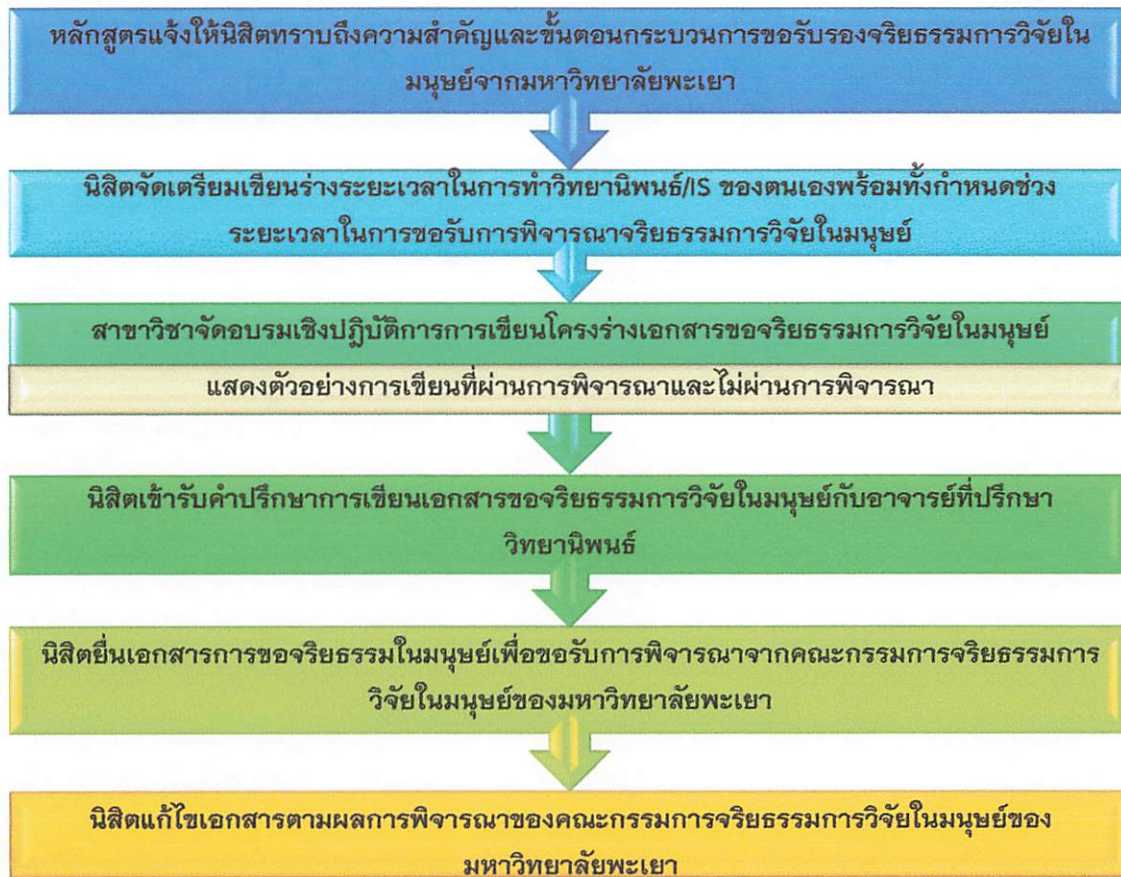 หลักสูตรแจ้งให้นิสิตทราบถึงความสำคัญและขั้นตอนกระบวนการขอรับรองจริยธรรมการวิจัยใน
มนุษย์จากมหาวิทยาลัยพะเยา
นิสิตจัดเตรียมเขียนร่างระยะเวลาในการทำวิทยานิพนธ์/IS ของตนเองพร้อมทั้งกำหนดช่วง
ระยะเวลาในการขอรับการพิจารณาจริยธรรมการวิจัยในมนุษย์
สาขาวิชาจัดอบรมเชิงปฏิบัติการการเขียนโครงร่างเอกสารขอจริยธรรมการวิจัยในมนุษย์
แสดงตัวอย่างการเขียนที่ผ่านการพิจารณาและไม่ผ่านการพิจารณา
นิสิตเข้ารับคำปรึกษาการเขียนเอกสารขอจริยธรรมการวิจัยในมนุษย์กับอาจารย์ที่ปรึกษา
วิทยานิพนธ์
นิสิตยื่นเอกสารการขอจริยธรรมในมนุษย์เพื่อขอรับการพิจารณาจากคณะกรรมการจริยธรรมการ
วิจัยในมนุษย์ของมหาวิทยาลัยพะเยา
นิสิตแก้ไขเอกสารตามผลการพิจารณาของคณะกรรมการจริยธรรมการวิจัยในมนุษย์ของ
มหาวิทยาลัยพะเยา